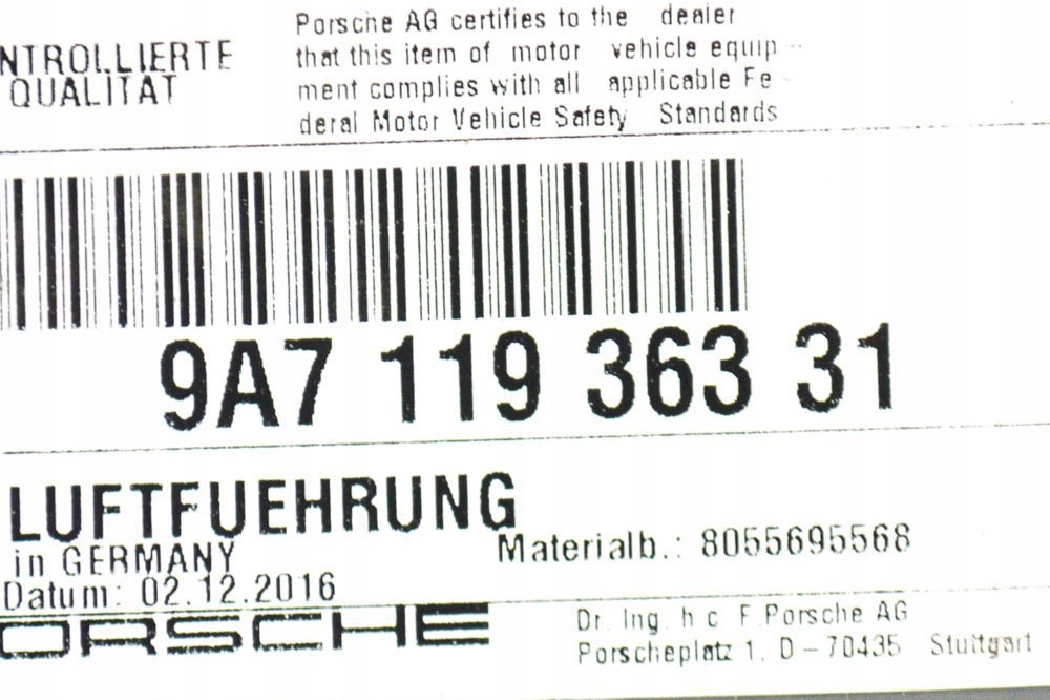 NTROLLIERTE
QUALITAT
Porsche AG certifies to the dealer
that this item of motor vehicle equip -
ment complies with all applicable Fe -
deral Motor Vehicle Safety Standards
9A7 119 363 31
LUFTFUEHRUNG
in GERMANY
Materialb.: 8055695568
Datum: 02.12.2016
ORSCHE
Dr. Ing. h c F.Porsche AG
Porscheplatz 1, D-70435 Stuttgart